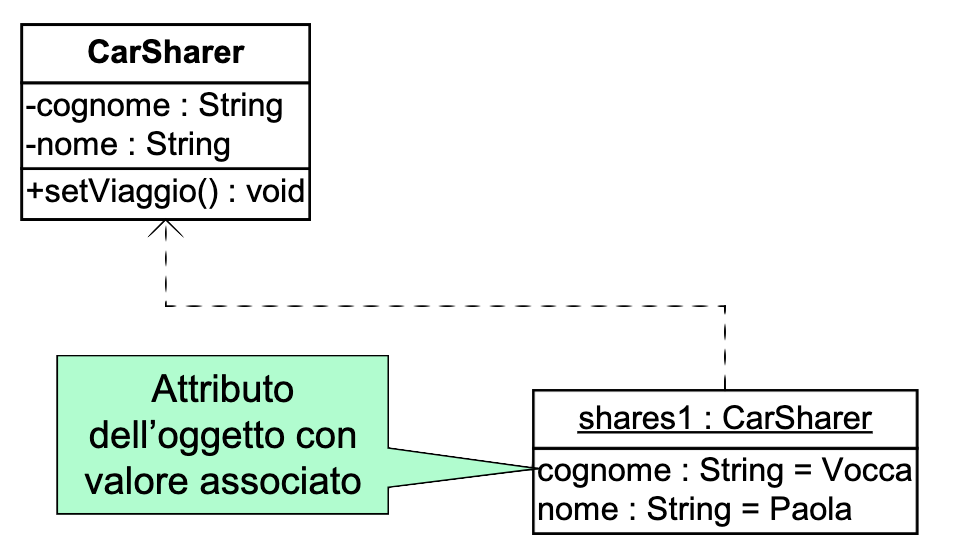 CarSharer
-cognome : String
-nome : String
+setViaggio() : void
Attributo
dell’oggetto con
valore associato
shares1 : CarSharer
cognome : String = Vocca
nome : String = Paola